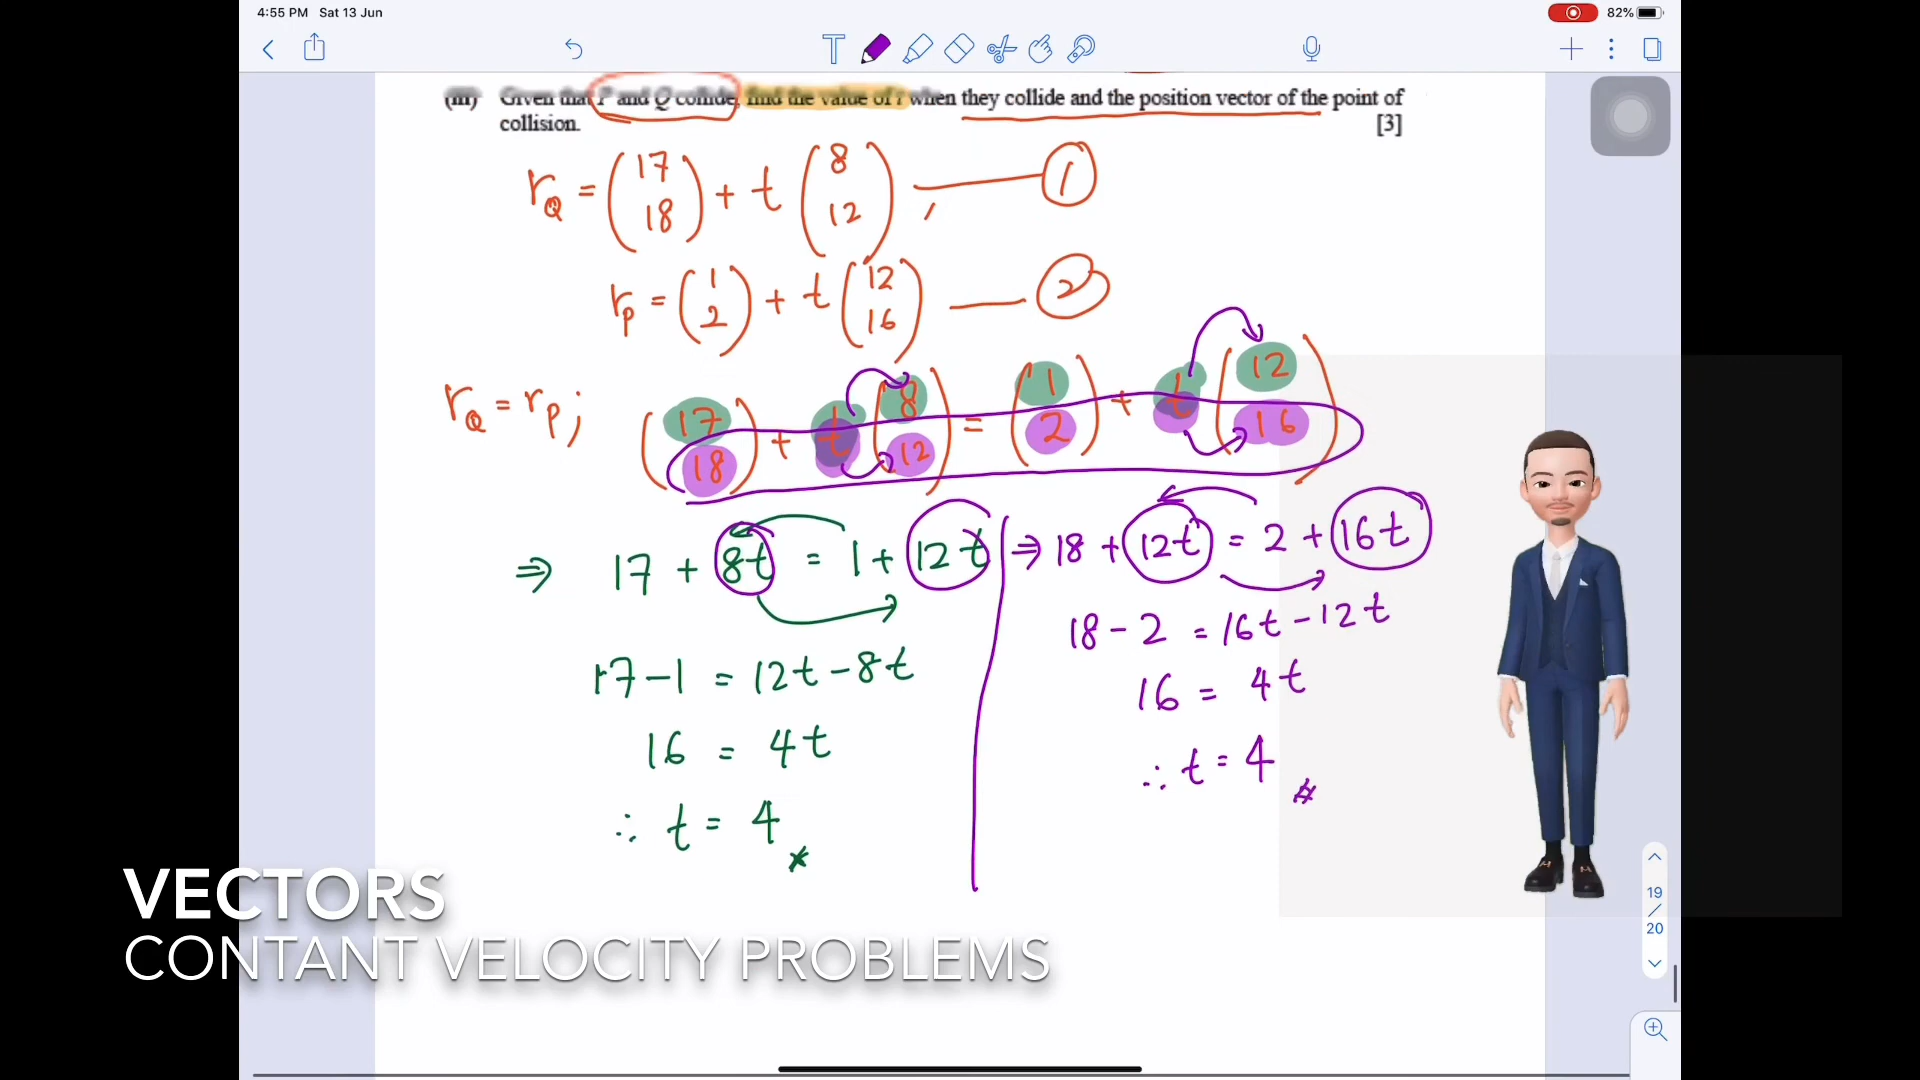 4:55 PM Sat 13 Jun
82%
(iii) Given that P and Q collide, find the value of t when they collide and the position vector of the point of
collision. [3]
r_Q = (17 18) + t (8 12), ① 
r_P = (1 2) + t (12 16) ②
r_Q = r_P; (17 18) + t (8 12) = (1 2) + t (12 16)
⇒ 17 + 8t = 1 + 12t
17 - 1 = 12t - 8t
16 = 4t
∴ t = 4
⇒ 18 + 12t = 2 + 16t
18 - 2 = 16t - 12t
16 = 4t
∴ t = 4
VECTORS
CONTANT VELOCITY PROBLEMS
19
/
20